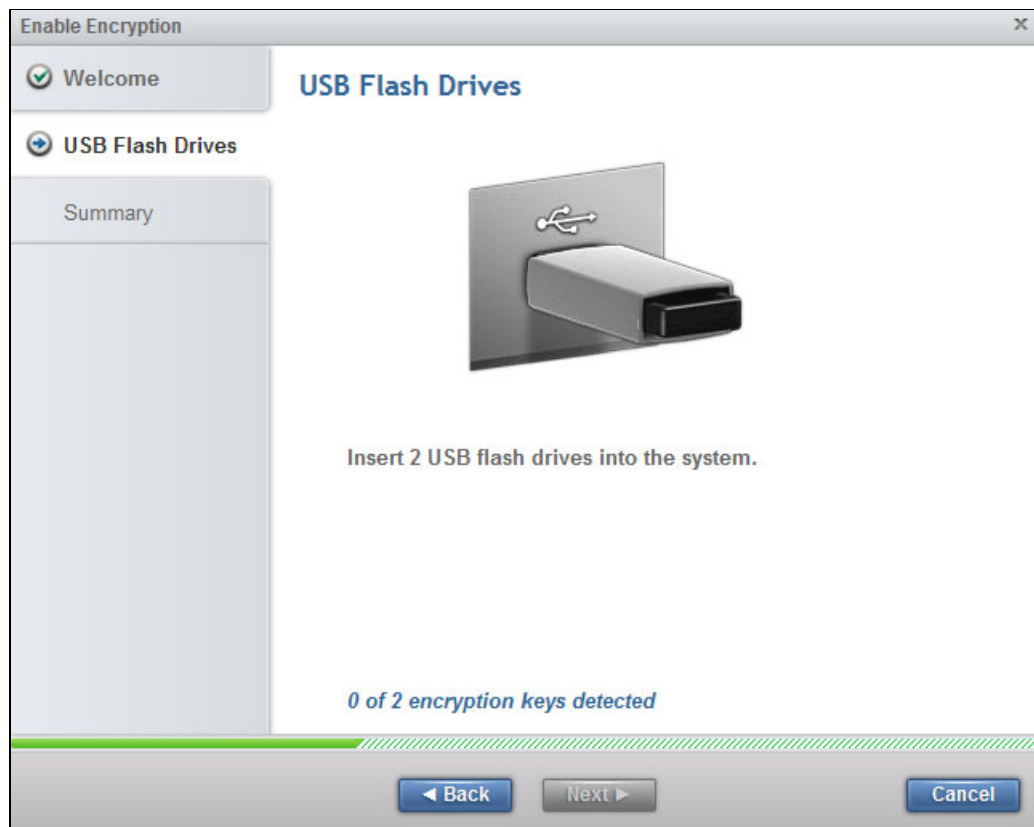 Enable Encryption x
Welcome
USB Flash Drives
Summary
USB Flash Drives
Insert 2 USB flash drives into the system.
0 of 2 encryption keys detected
◄ Back
Next ►
Cancel